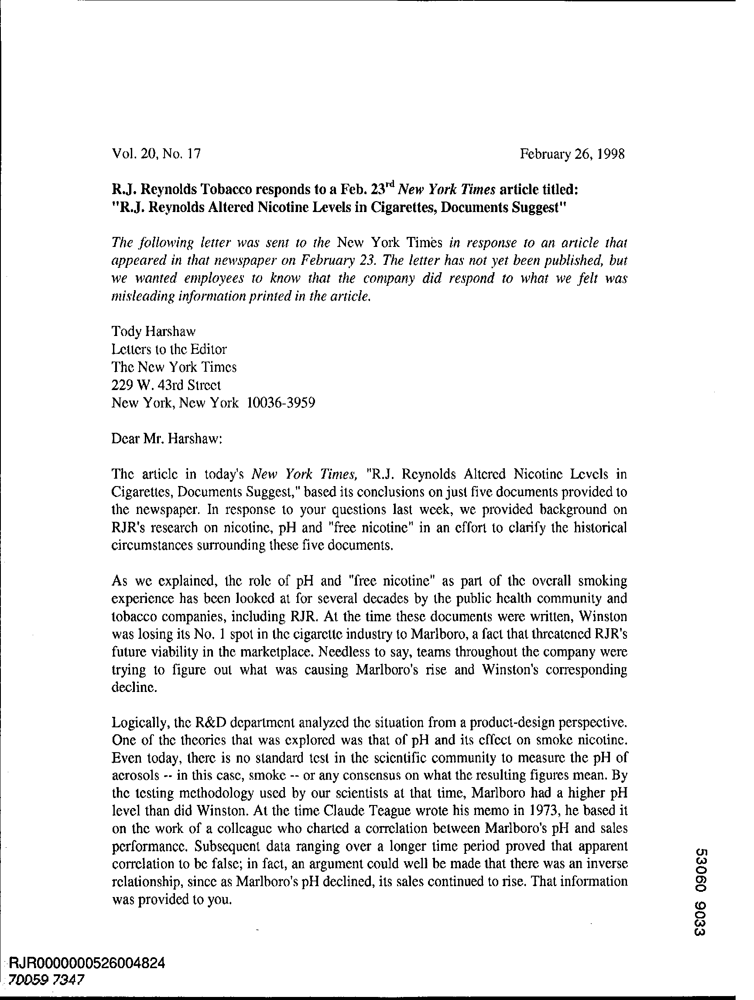 Vol. 20, No. 17 February 26, 1998
R.J. Reynolds Tobacco responds to a Feb. 23rd New York Times article titled:
"R.J. Reynolds Altered Nicotine Levels in Cigarettes, Documents Suggest"
The following letter was sent to the New York Times in response to an article that
appeared in that newspaper on February 23. The letter has not yet been published, but
we wanted employees to know that the company did respond to what we felt was
misleading information printed in the article.
Tody Harshaw
Letters to the Editor
The New York Times
229 W. 43rd Street
New York, New York 10036-3959
Dear Mr. Harshaw:
The article in today's New York Times, "R.J. Reynolds Altered Nicotine Levels in
Cigarettes, Documents Suggest," based its conclusions on just five documents provided to
the newspaper. In response to your questions last week, we provided background on
RJR's research on nicotine, pH and "free nicotine" in an effort to clarify the historical
circumstances surrounding these five documents.
As we explained, the role of pH and "free nicotine" as part of the overall smoking
experience has been looked at for several decades by the public health community and
tobacco companies, including RJR. At the time these documents were written, Winston
was losing its No. 1 spot in the cigarette industry to Marlboro, a fact that threatened RJR's
future viability in the marketplace. Needless to say, teams throughout the company were
trying to figure out what was causing Marlboro's rise and Winston's corresponding
decline.
Logically, the R&D department analyzed the situation from a product-design perspective.
One of the theories that was explored was that of pH and its effect on smoke nicotine.
Even today, there is no standard test in the scientific community to measure the pH of
aerosols -- in this case, smoke -- or any consensus on what the resulting figures mean. By
the testing methodology used by our scientists at that time, Marlboro had a higher pH
level than did Winston. At the time Claude Teague wrote his memo in 1973, he based it
on the work of a colleague who charted a correlation between Marlboro's pH and sales
performance. Subsequent data ranging over a longer time period proved that apparent
correlation to be false; in fact, an argument could well be made that there was an inverse
relationship, since as Marlboro's pH declined, its sales continued to rise. That information
was provided to you.
53060 9033
RJR0000000526004824
70059 7347